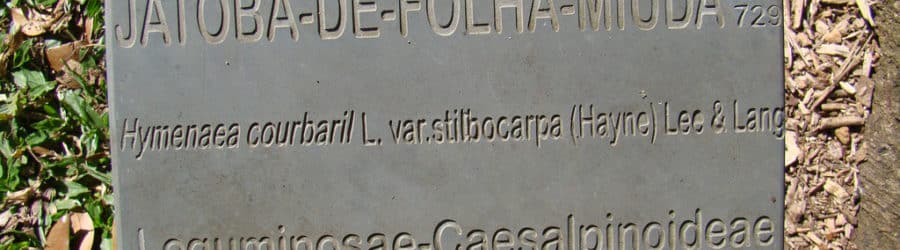 JATOBÁ-DE-FOLHA-MIÚDA 729
Hymenaea courbaril L. var.stilbocarpa (Hayne) Lee & Lang
Leguminosae-Caesalpinoideae